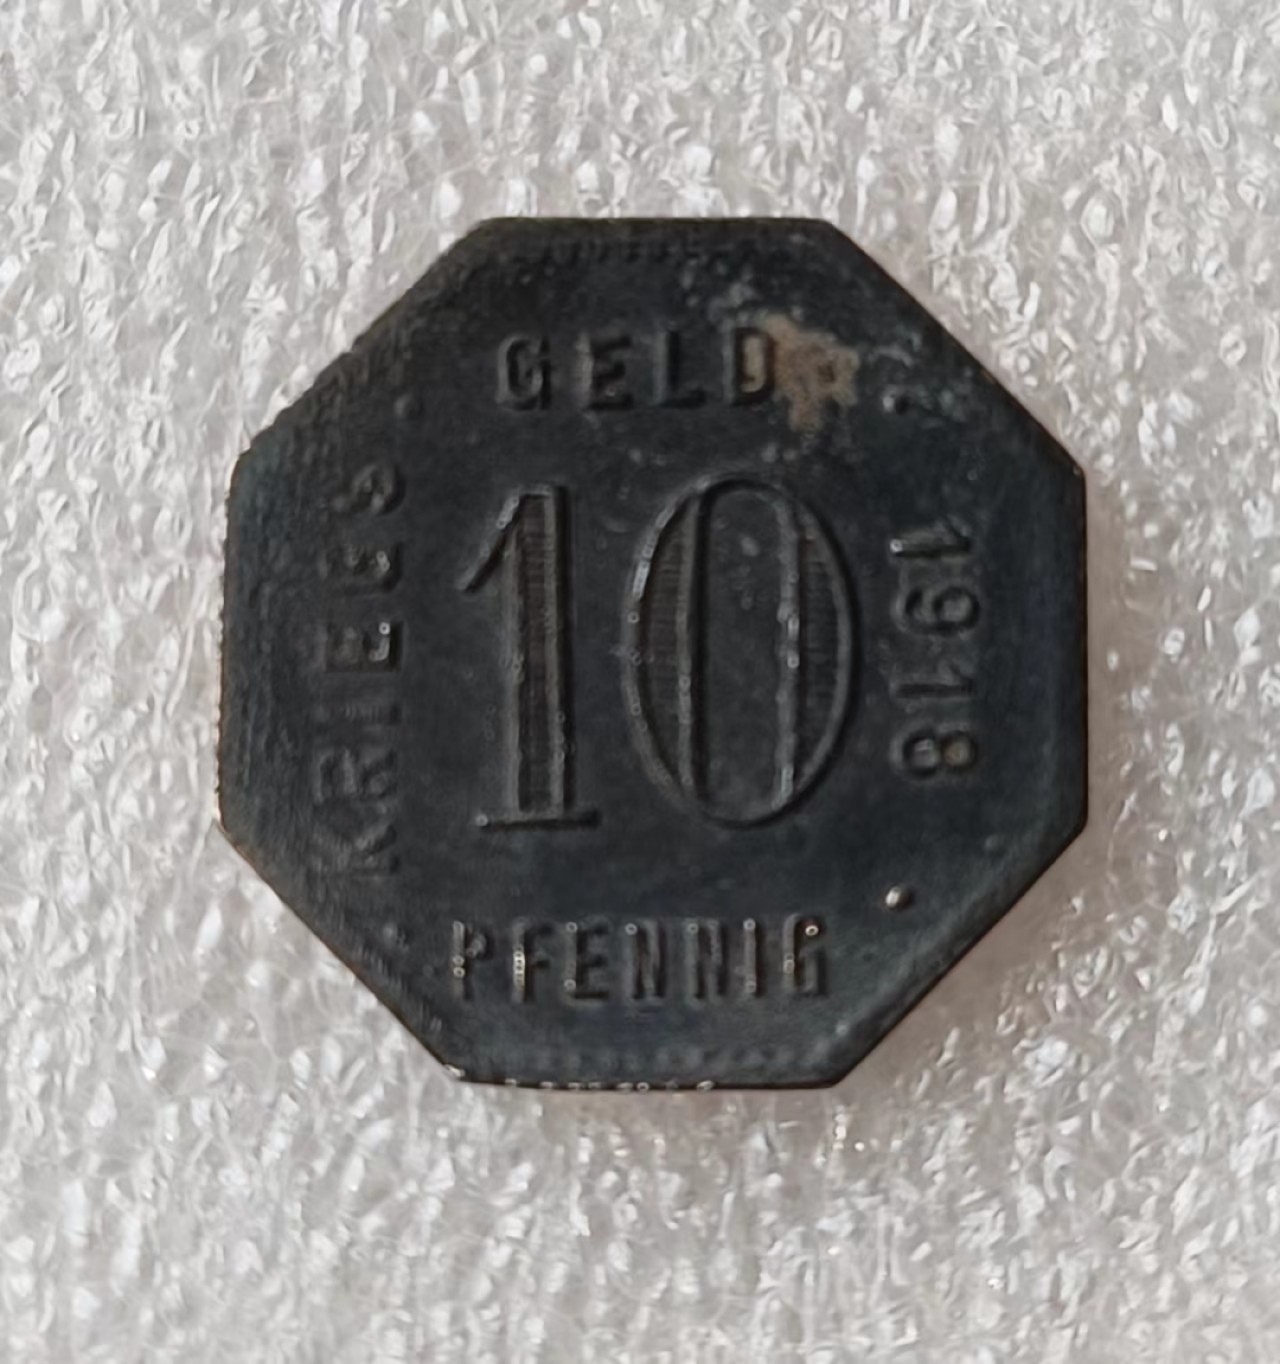 KRIEGS
GELD
1918
10
PFENNIG